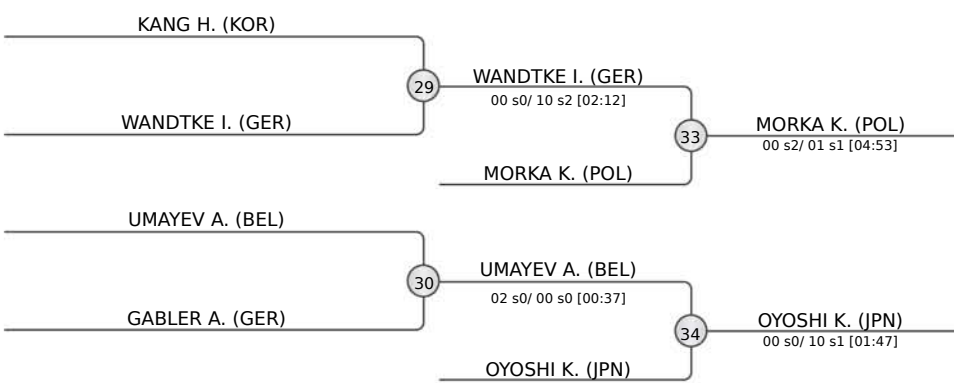 KANG H. (KOR)
29
WANDTKE I. (GER)
00 s0/ 10 s2 [02:12]
WANDTKE I. (GER)
33
MORKA K. (POL)
00 s2/ 01 s1 [04:53]
MORKA K. (POL)
UMAYEV A. (BEL)
30
UMAYEV A. (BEL)
02 s0/ 00 s0 [00:37]
GABLER A. (GER)
34
OYOSHI K. (JPN)
00 s0/ 10 s1 [01:47]
OYOSHI K. (JPN)